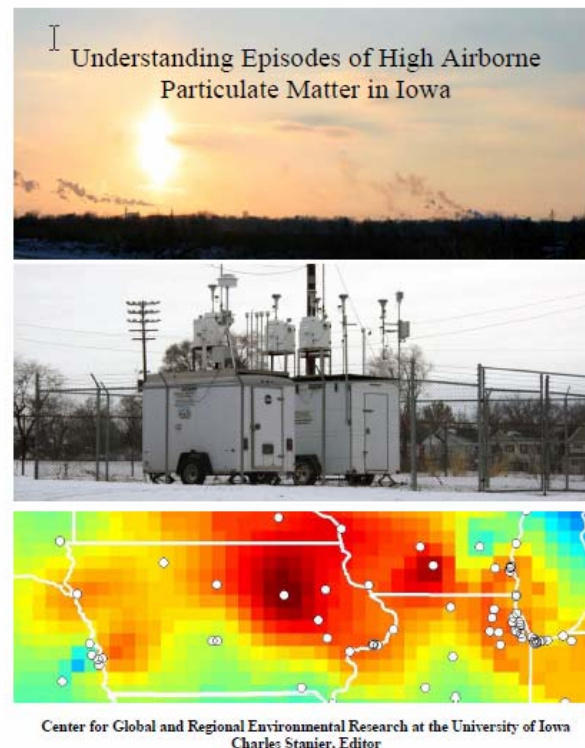 Understanding Episodes of High Airborne
Particulate Matter in Iowa
Center for Global and Regional Environmental Research at the University of Iowa
Charles Stanier, Editor